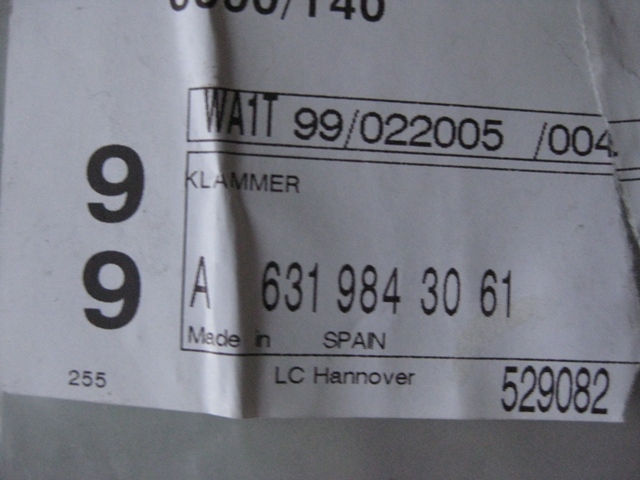 WA1T 99/022005 /004
9
KLAMMER
9
A 631 984 30 61
Made in SPAIN
255
LC Hannover
529082